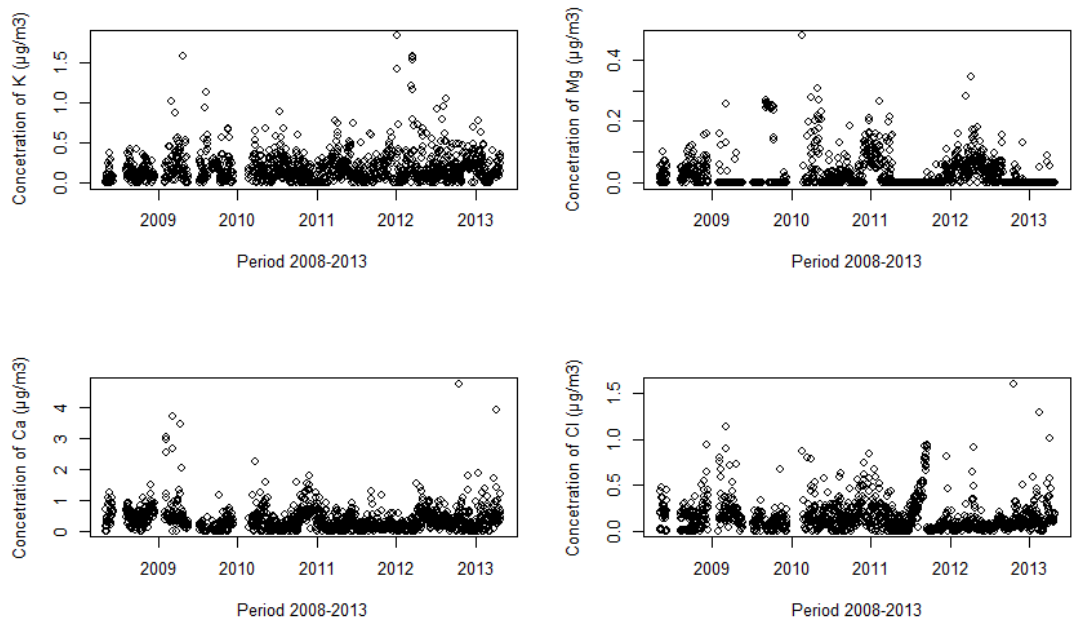 Concetration of K (µg/m3)
1.5
1.0
0.5
0.0
2009 2010 2011 2012 2013
Period 2008-2013
Concetration of Mg (µg/m3)
0.4
0.2
0.0
2009 2010 2011 2012 2013
Period 2008-2013
Concetration of Ca (µg/m3)
4
3
2
1
0
2009 2010 2011 2012 2013
Period 2008-2013
Concetration of Cl (µg/m3)
1.5
1.0
0.5
0.0
2009 2010 2011 2012 2013
Period 2008-2013